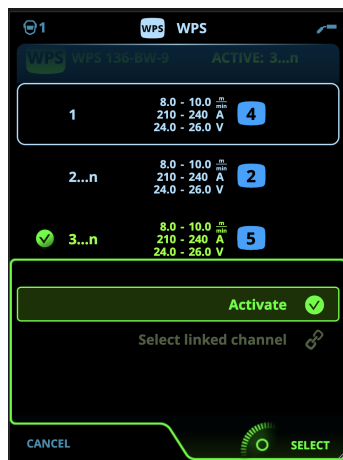 1 WPS WPS
WPS WPS 136-BW-9 ACTIVE: 3...n
1 8.0 - 10.0 m/min 4
210 - 240 A
24.0 - 26.0 V
2...n 8.0 - 10.0 m/min 2
210 - 240 A
24.0 - 26.0 V
3...n 8.0 - 10.0 m/min 5
210 - 240 A
24.0 - 26.0 V
Activate
Select linked channel
CANCEL SELECT